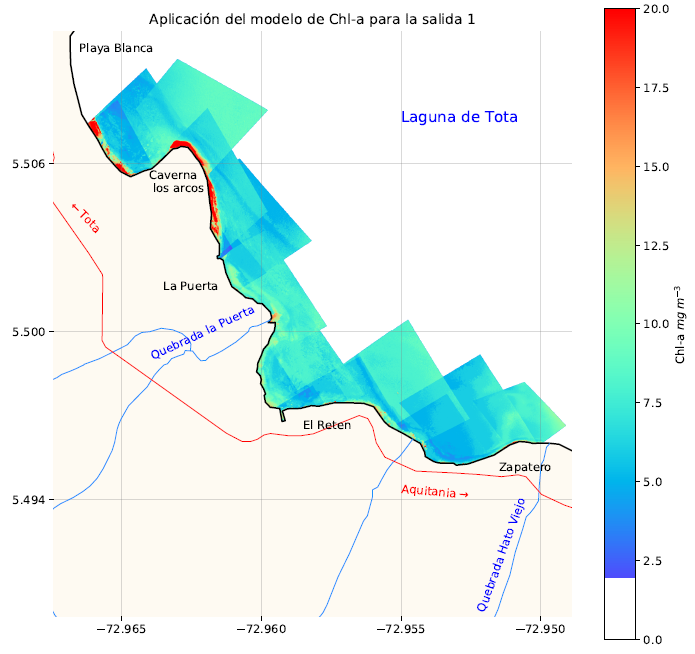 Aplicación del modelo de Chl-a para la salida 1
Playa Blanca
Laguna de Tota
Caverna
los arcos
← Tota
La Puerta
Quebrada la Puerta
El Reten
Zapatero
Aquitania →
Quebrada Hato Viejo
5.506
5.500
5.494
−72.965
−72.960
−72.955
−72.950
20.0
17.5
15.0
12.5
10.0
7.5
5.0
2.5
0.0
Chl-a mg m⁻³